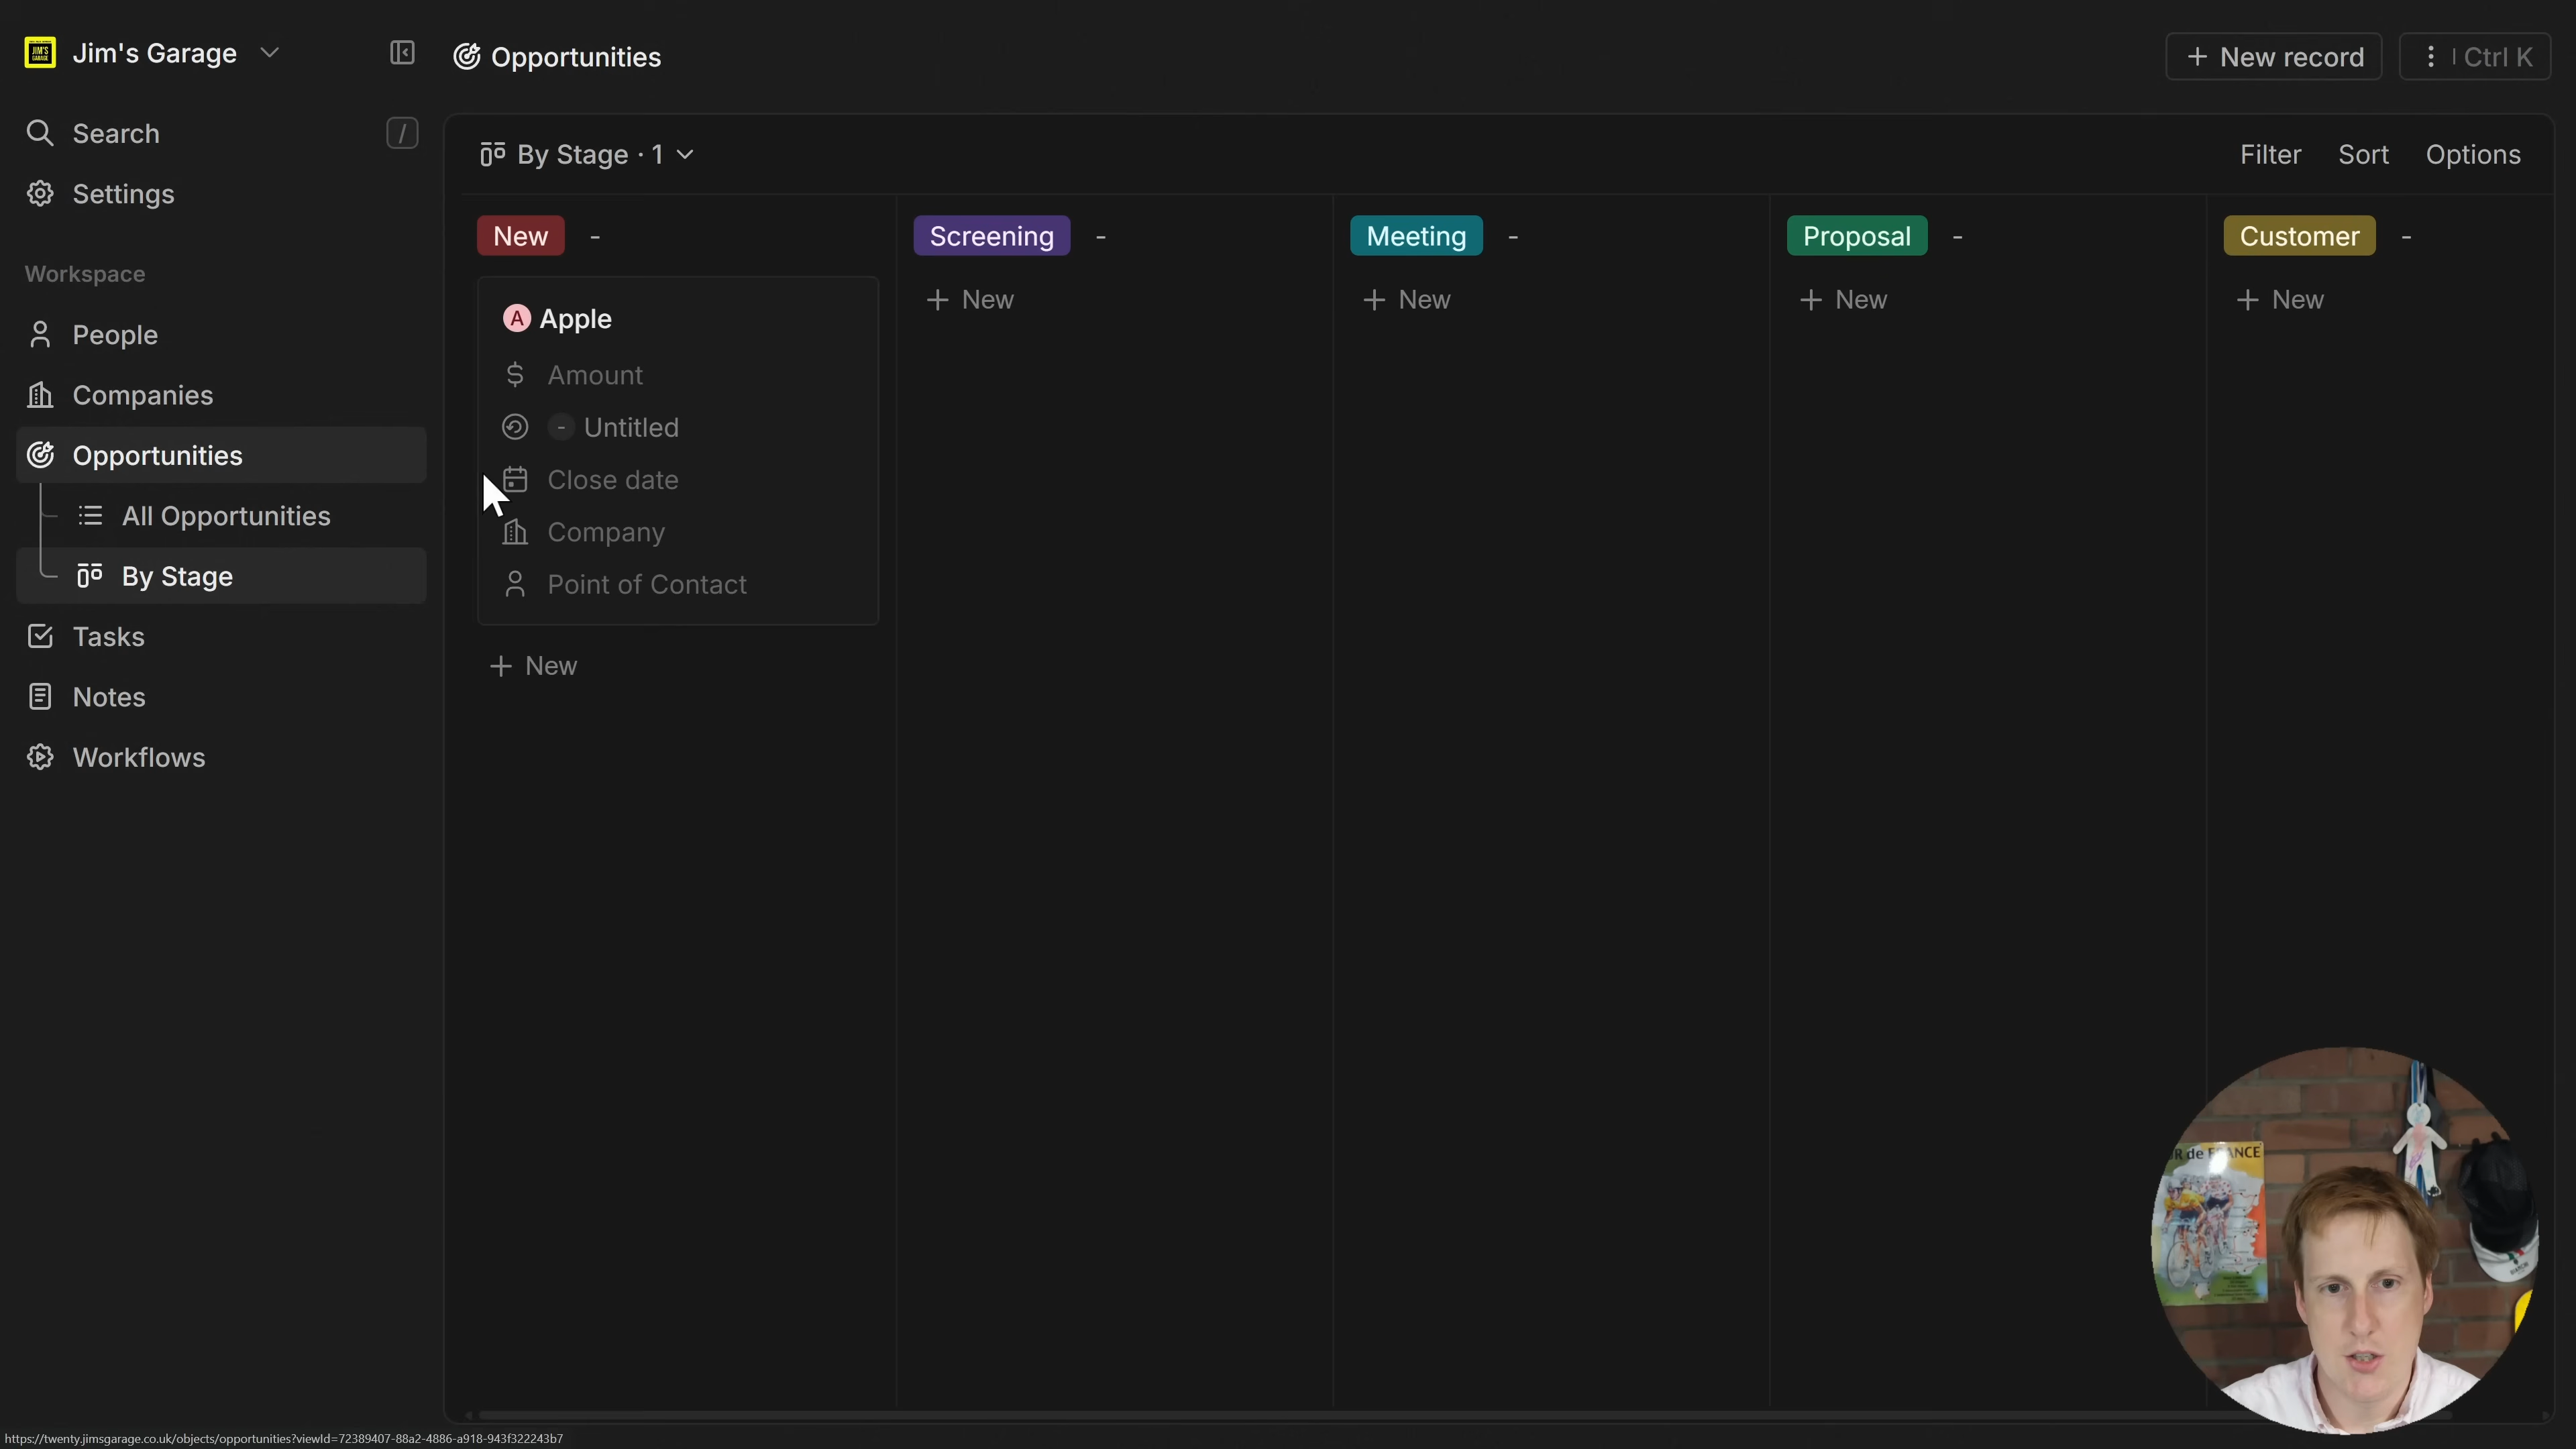 Jim's Garage
Opportunities
+ New record
Ctrl K
Search
/
Settings
By Stage · 1
Filter
Sort
Options
New -
Screening -
Meeting -
Proposal -
Customer -
Workspace
People
Companies
Opportunities
All Opportunities
By Stage
Tasks
Notes
Workflows
A Apple
Amount
- Untitled
Close date
Company
Point of Contact
+ New
+ New
+ New
+ New
+ New
JIM'S
GARAGE
https://twenty.jimsgarage.co.uk/objects/opportunities?viewId=72389407-88a2-4886-a918-943f322243b7